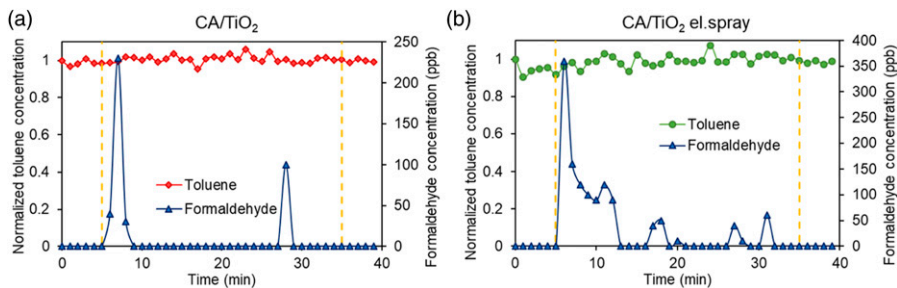 (a)
CA/TiO₂
Normalized toluene concentration
1
0.8
0.6
0.4
0.2
0
250
200
150
100
50
0
Formaldehyde concentration (ppb)
Toluene
Formaldehyde
0 10 20 30 40
Time (min)
(b)
CA/TiO₂ el.spray
Normalized toluene concentration
1
0.8
0.6
0.4
0.2
0
400
350
300
250
200
150
100
50
0
Formaldehyde concentration (ppb)
Toluene
Formaldehyde
0 10 20 30 40
Time (min)